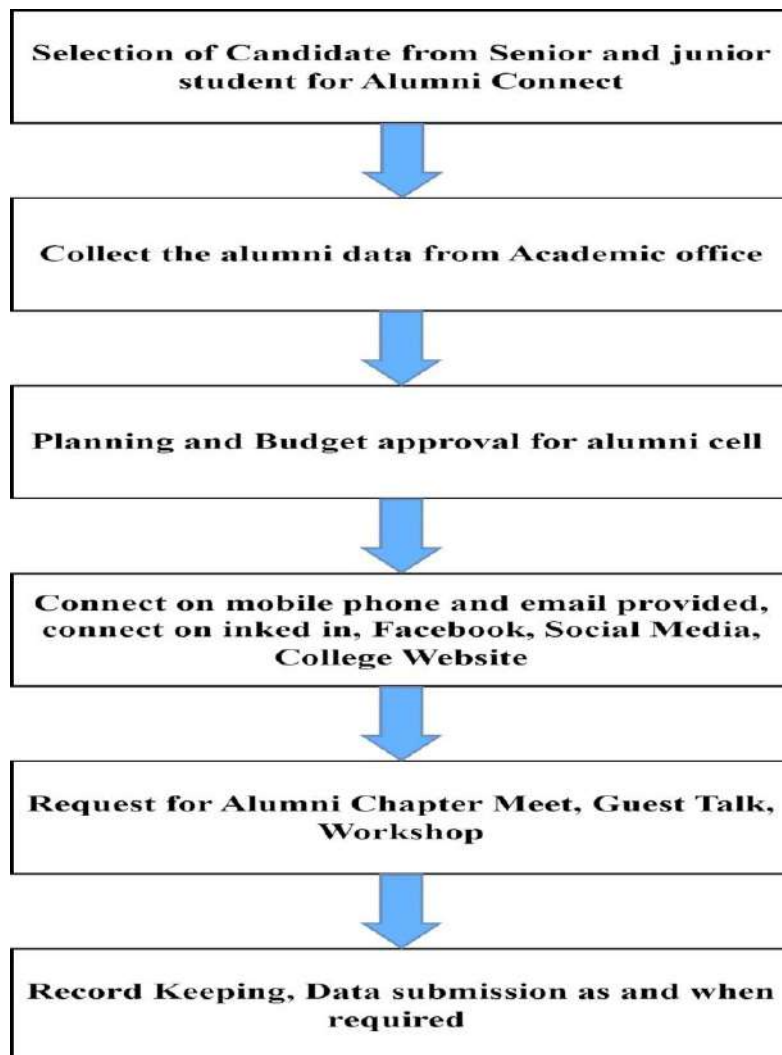 Selection of Candidate from Senior and junior
student for Alumni Connect
Collect the alumni data from Academic office
Planning and Budget approval for alumni cell
Connect on mobile phone and email provided,
connect on inked in, Facebook, Social Media,
College Website
Request for Alumni Chapter Meet, Guest Talk,
Workshop
Record Keeping, Data submission as and when
required